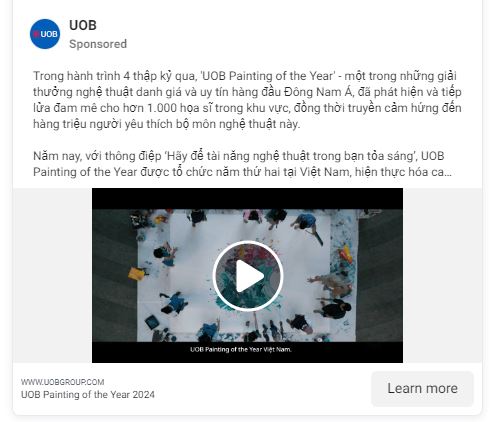 UOB
UOB
Sponsored
Trong hành trình 4 thập kỷ qua, 'UOB Painting of the Year' - một trong những giải
thưởng nghệ thuật danh giá và uy tín hàng đầu Đông Nam Á, đã phát hiện và tiếp
lửa đam mê cho hơn 1.000 họa sĩ trong khu vực, đồng thời truyền cảm hứng đến
hàng triệu người yêu thích bộ môn nghệ thuật này.
Năm nay, với thông điệp ‘Hãy để tài năng nghệ thuật trong bạn tỏa sáng’, UOB
Painting of the Year được tổ chức năm thứ hai tại Việt Nam, hiện thực hóa ca...
UOB Painting of the Year Việt Nam.
WWW.UOBGROUP.COM
UOB Painting of the Year 2024
Learn more